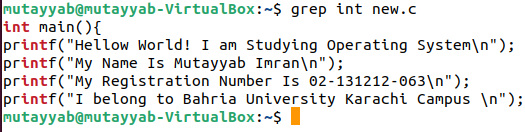 mutayyab@mutayyab-VirtualBox:~$ grep int new.c
int main(){
printf("Hellow World! I am Studying Operating System\n");
printf("My Name Is Mutayyab Imran\n");
printf("My Registration Number Is 02-131212-063\n");
printf("I belong to Bahria University Karachi Campus \n");
mutayyab@mutayyab-VirtualBox:~$